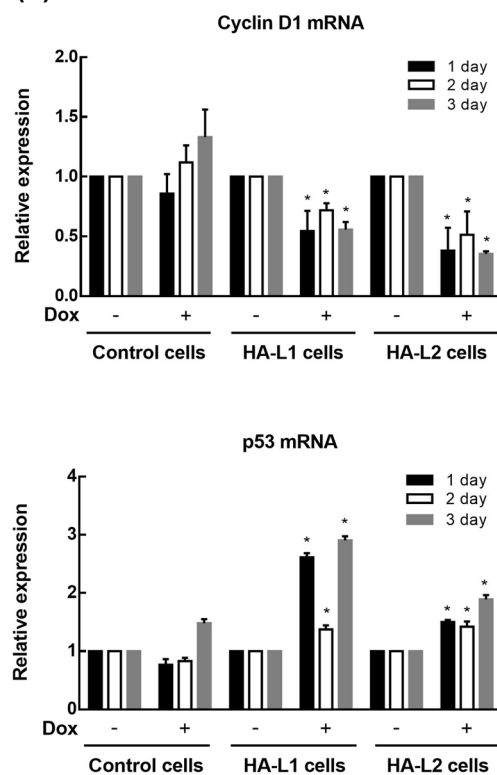 Cyclin D1 mRNA
2.0
1.5
1.0
0.5
0.0
Relative expression
1 day
2 day
3 day
* * *
* * *
Dox - + - + - +
Control cells HA-L1 cells HA-L2 cells
p53 mRNA
4
3
2
1
0
Relative expression
1 day
2 day
3 day
* * *
* * *
Dox - + - + - +
Control cells HA-L1 cells HA-L2 cells